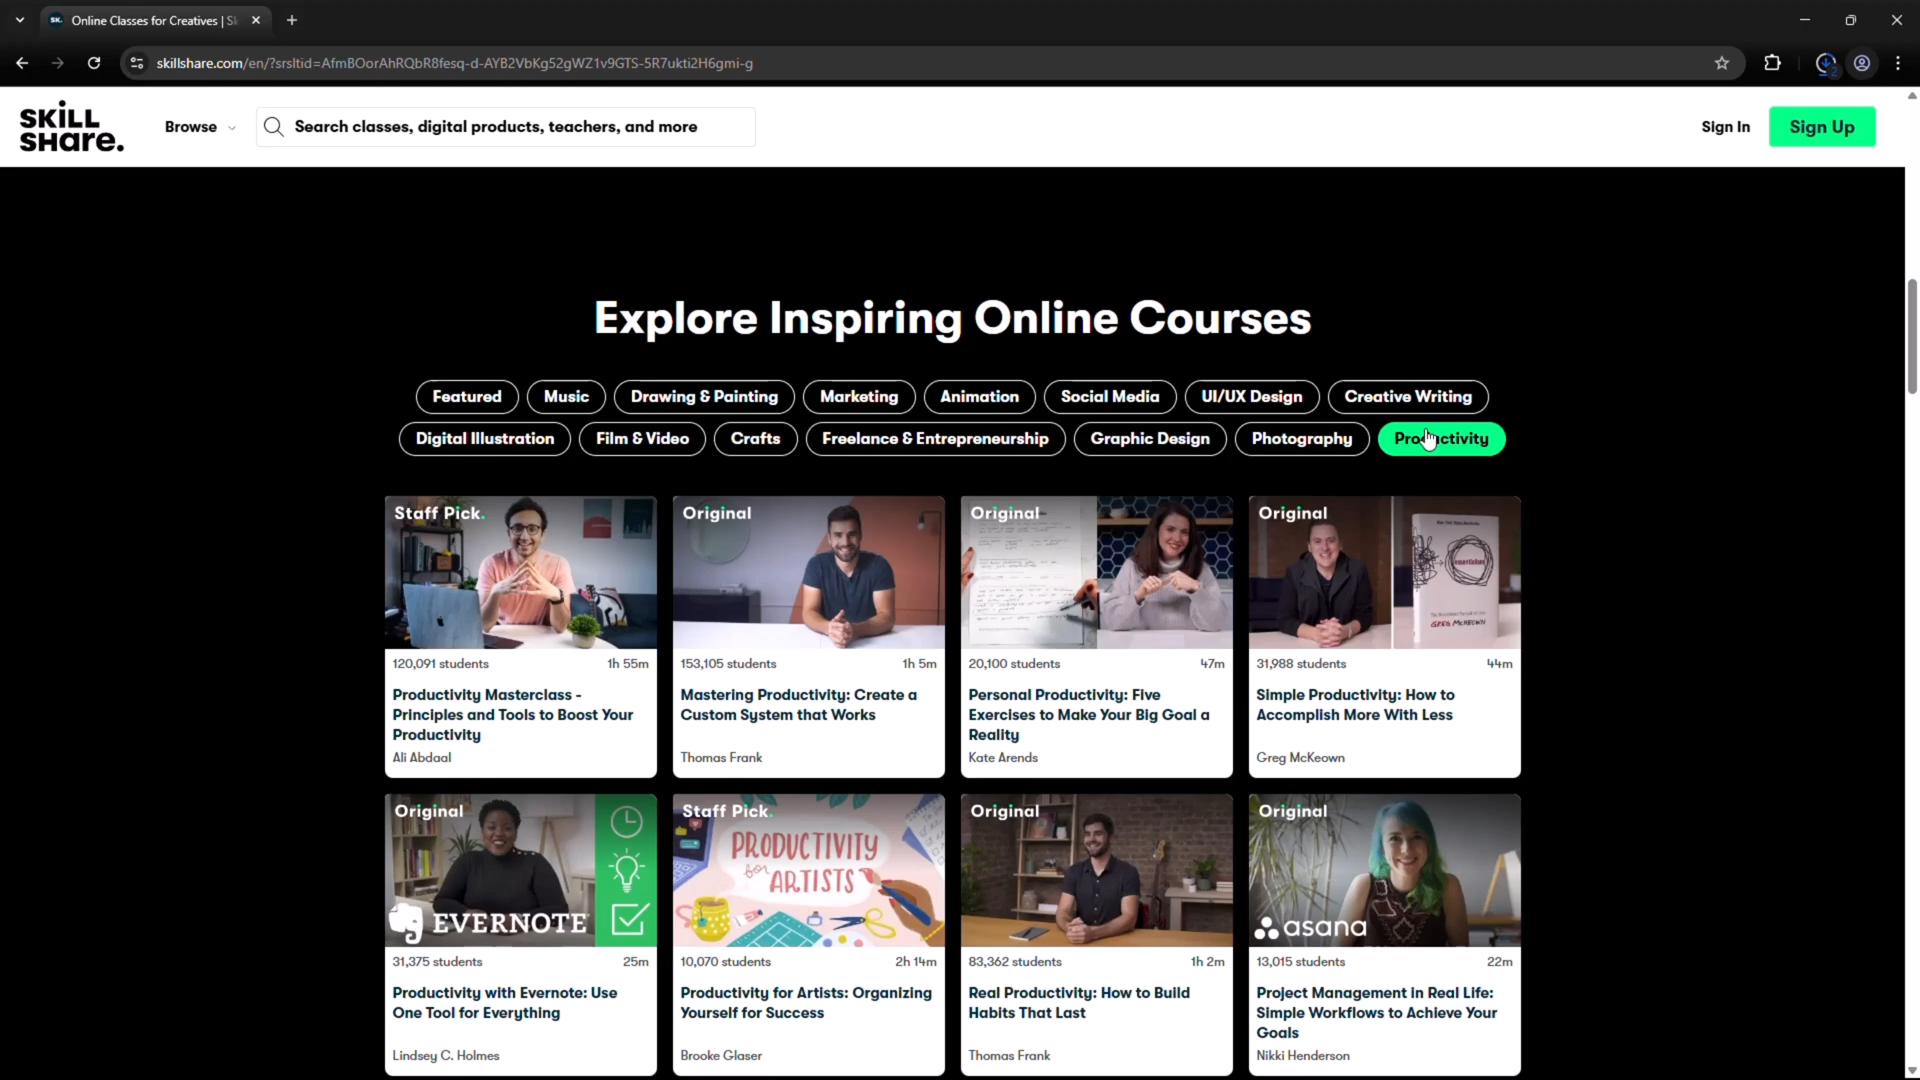 Online Classes for Creatives | Sk
skillshare.com/en/?srsltid=AfmBOorAhRQbR8fesq-d-AYB2VbKg52gWZ1v9GTS-5R7ukti2H6gmi-g
SKILL
SHare.
Browse
Search classes, digital products, teachers, and more
Sign In
Sign Up
Explore Inspiring Online Courses
Featured
Music
Drawing & Painting
Marketing
Animation
Social Media
UI/UX Design
Creative Writing
Digital Illustration
Film & Video
Crafts
Freelance & Entrepreneurship
Graphic Design
Photography
Productivity
Staff Pick.
120,091 students
1h 55m
Productivity Masterclass -
Principles and Tools to Boost Your
Productivity
Ali Abdaal
Original
153,105 students
1h 5m
Mastering Productivity: Create a
Custom System that Works
Thomas Frank
Original
20,100 students
47m
Personal Productivity: Five
Exercises to Make Your Big Goal a
Reality
Kate Arends
Original
essentialism
GREG McKEOWN
31,988 students
44m
Simple Productivity: How to
Accomplish More With Less
Greg McKeown
Original
EVERNOTE
31,375 students
25m
Productivity with Evernote: Use
One Tool for Everything
Lindsey C. Holmes
Staff Pick.
PRODUCTIVITY
for ARTISTS
10,070 students
2h 14m
Productivity for Artists: Organizing
Yourself for Success
Brooke Glaser
Original
83,362 students
1h 2m
Real Productivity: How to Build
Habits That Last
Thomas Frank
Original
asana
13,015 students
22m
Project Management in Real Life:
Simple Workflows to Achieve Your
Goals
Nikki Henderson